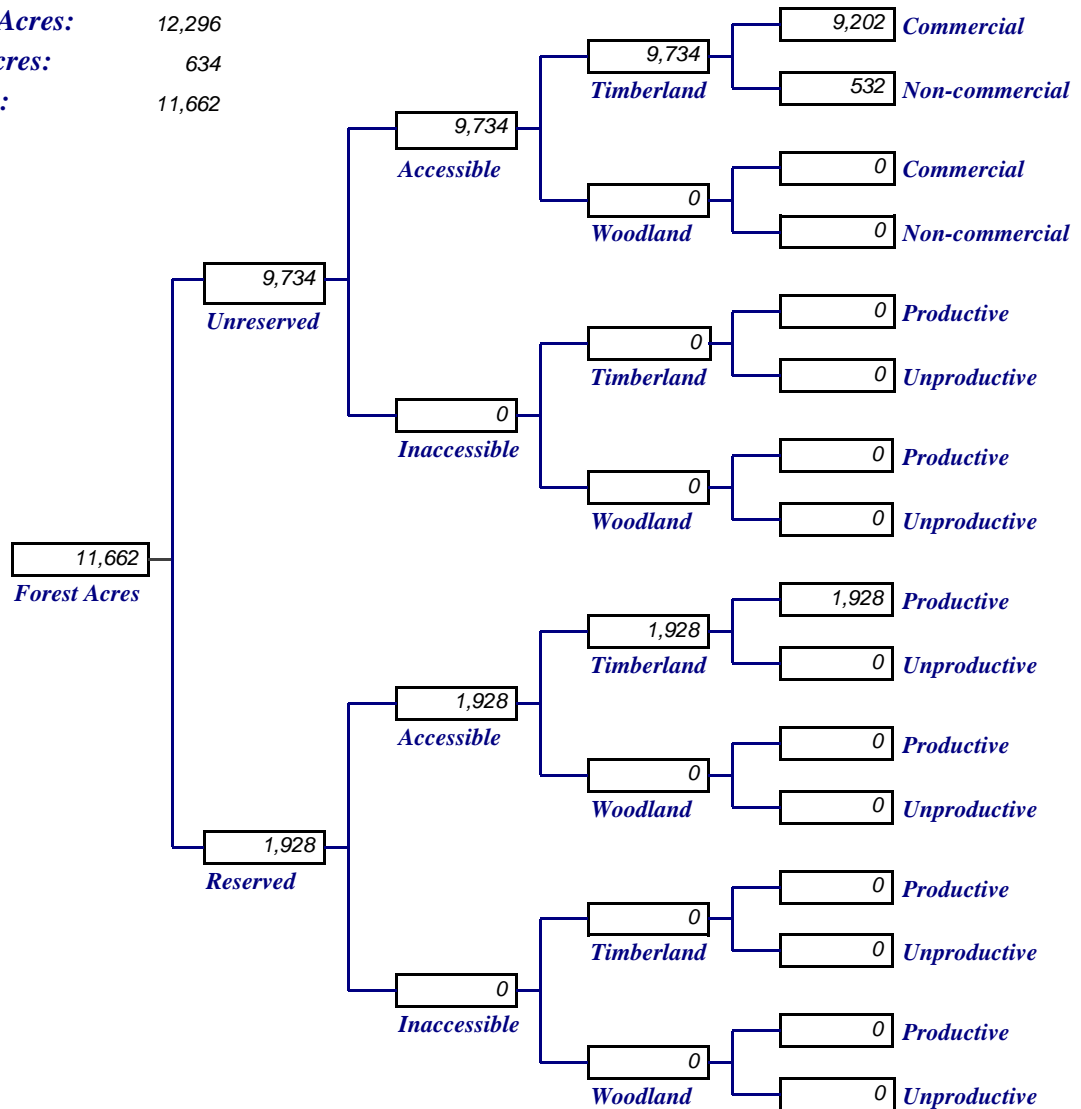 Acres: 12,296
cres: 634
: 11,662
9,202 Commercial
9,734
Timberland
532 Non-commercial
9,734
Accessible
0 Commercial
0
Woodland
0 Non-commercial
9,734
Unreserved
0 Productive
0
Timberland
0 Unproductive
0
Inaccessible
0 Productive
0
Woodland
0 Unproductive
11,662
Forest Acres
1,928 Productive
1,928
Timberland
0 Unproductive
1,928
Accessible
0 Productive
0
Woodland
0 Unproductive
1,928
Reserved
0 Productive
0
Timberland
0 Unproductive
0
Inaccessible
0 Productive
0
Woodland
0 Unproductive